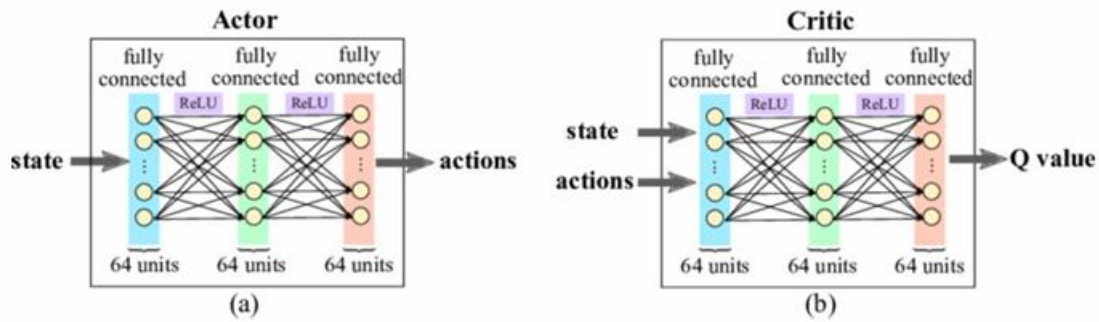 Actor
fully connected
fully connected
fully connected
ReLU
ReLU
state
actions
64 units
64 units
64 units
(a)
Critic
fully connected
fully connected
fully connected
ReLU
ReLU
state
actions
Q value
64 units
64 units
64 units
(b)